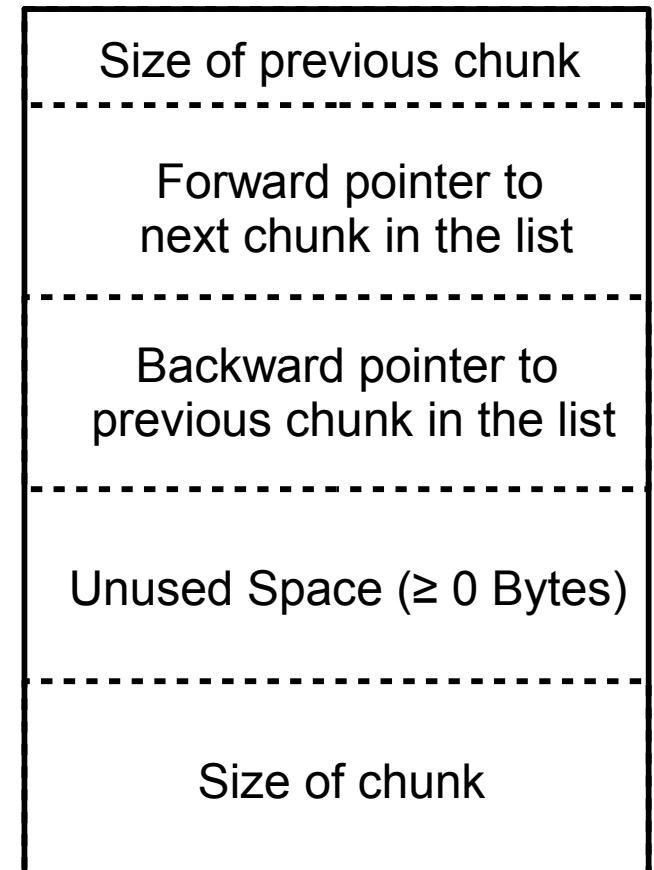 Size of previous chunk
Forward pointer to
next chunk in the list
Backward pointer to
previous chunk in the list
Unused Space (≥ 0 Bytes)
Size of chunk